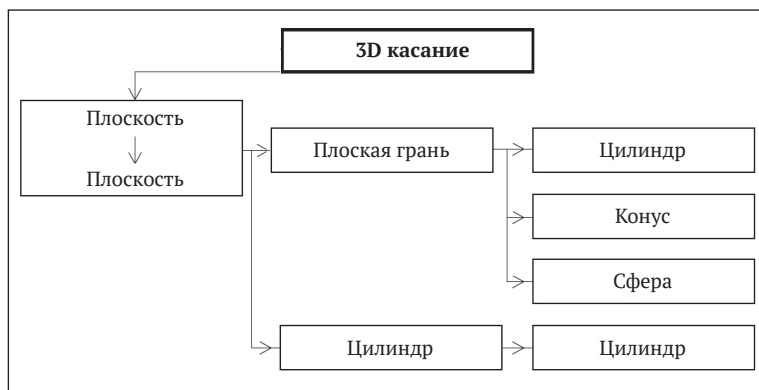 3D касание
Плоскость
Плоскость
Плоская грань
Цилиндр
Конус
Сфера
Цилиндр
Цилиндр